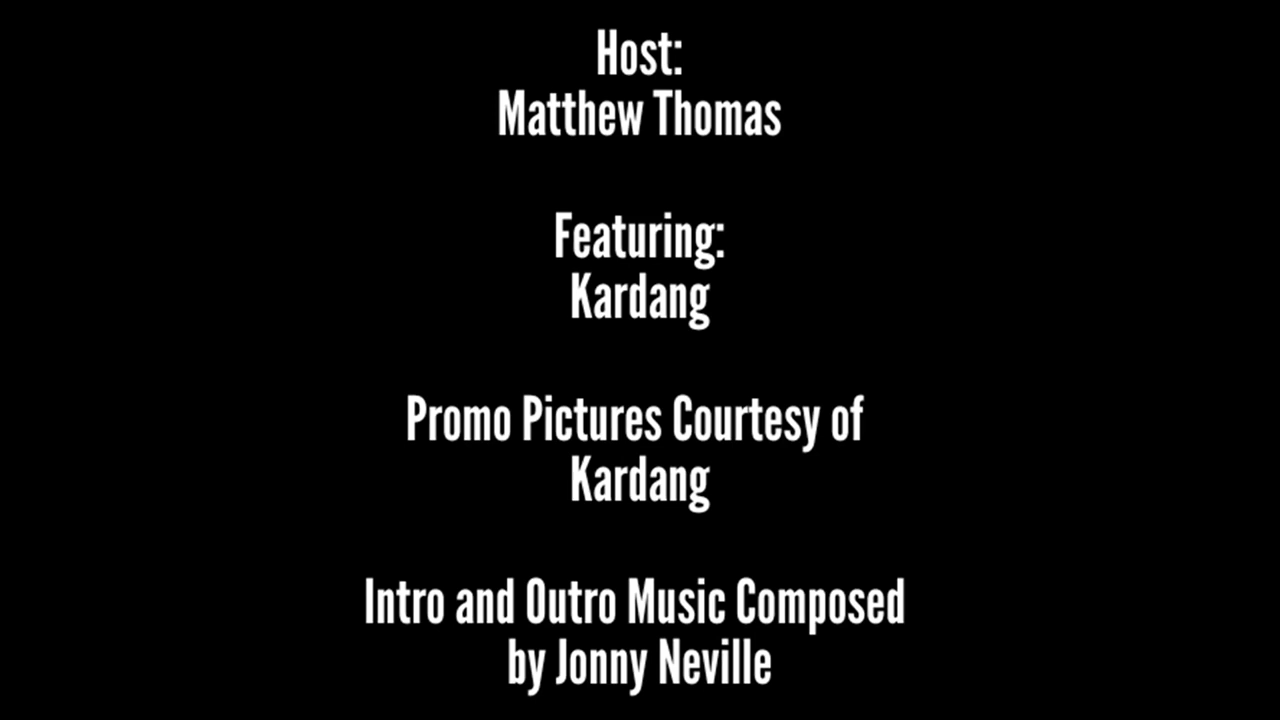 Host:
Matthew Thomas
Featuring:
Kardang
Promo Pictures Courtesy of
Kardang
Intro and Outro Music Composed
by Jonny Neville